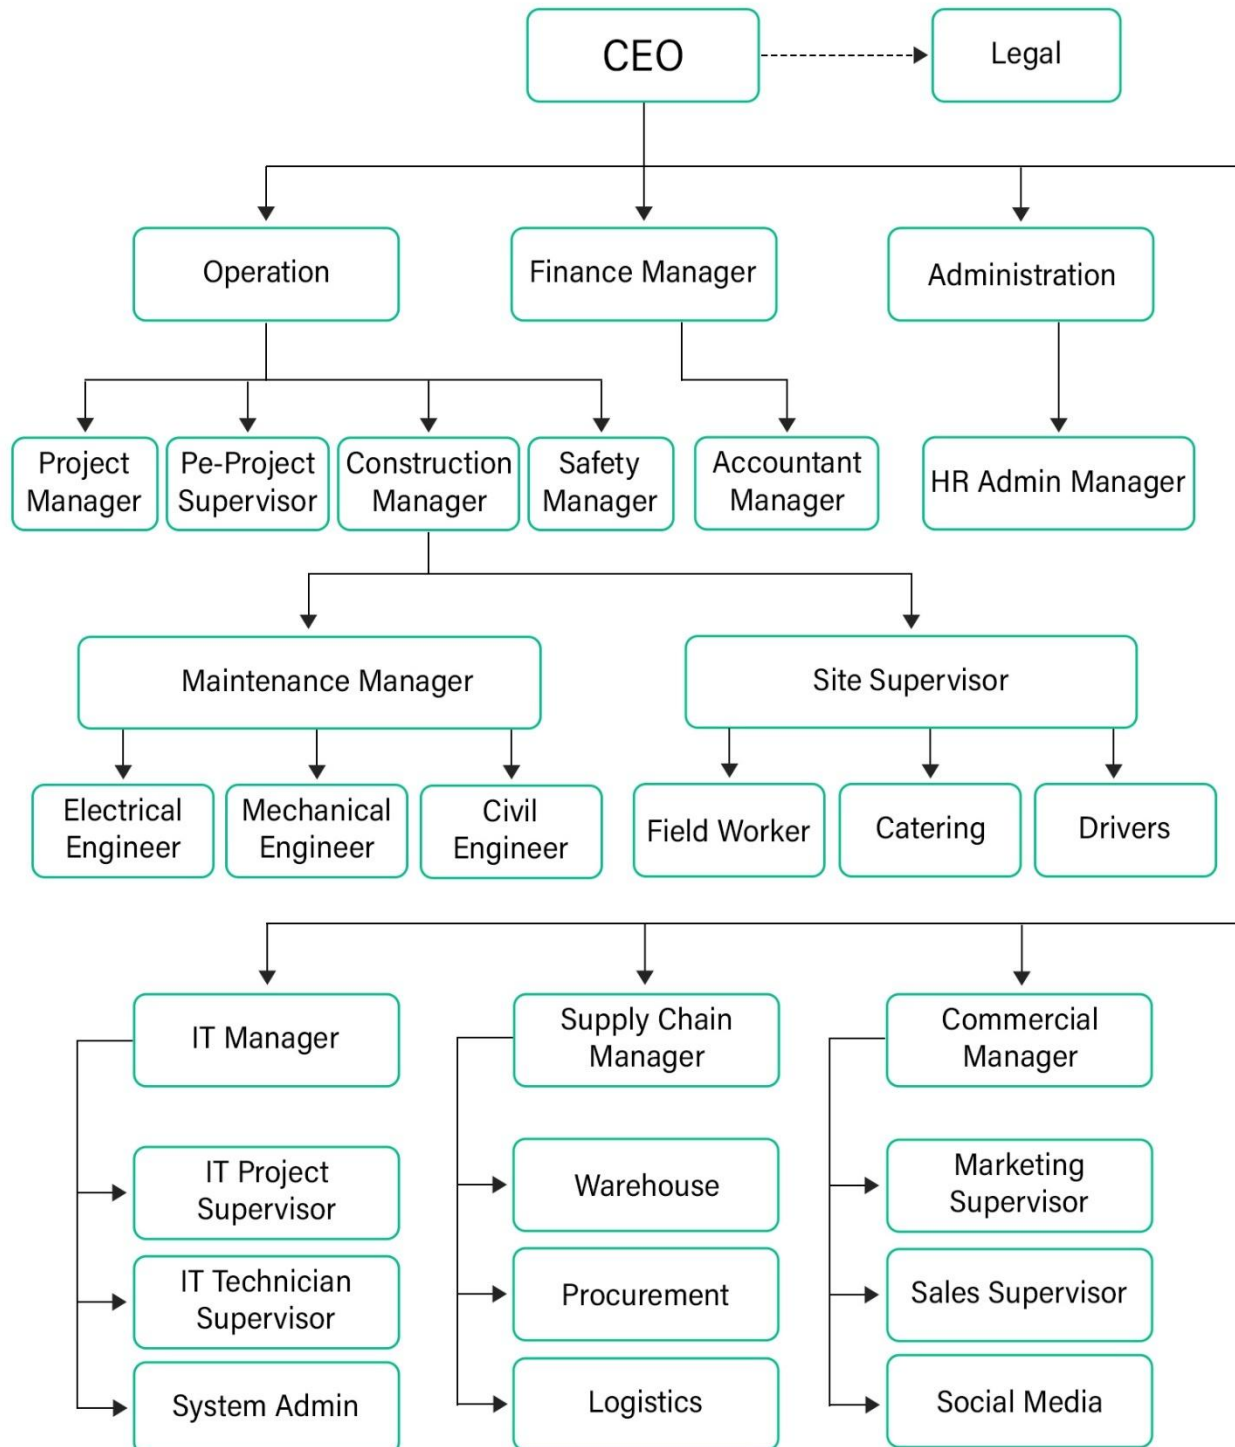 CEO
Legal
Operation
Finance Manager
Administration
Project
Manager
Pe-Project
Supervisor
Construction
Manager
Safety
Manager
Accountant
Manager
HR Admin Manager
Maintenance Manager
Site Supervisor
Electrical
Engineer
Mechanical
Engineer
Civil
Engineer
Field Worker
Catering
Drivers
IT Manager
Supply Chain
Manager
Commercial
Manager
IT Project
Supervisor
IT Technician
Supervisor
System Admin
Warehouse
Procurement
Logistics
Marketing
Supervisor
Sales Supervisor
Social Media